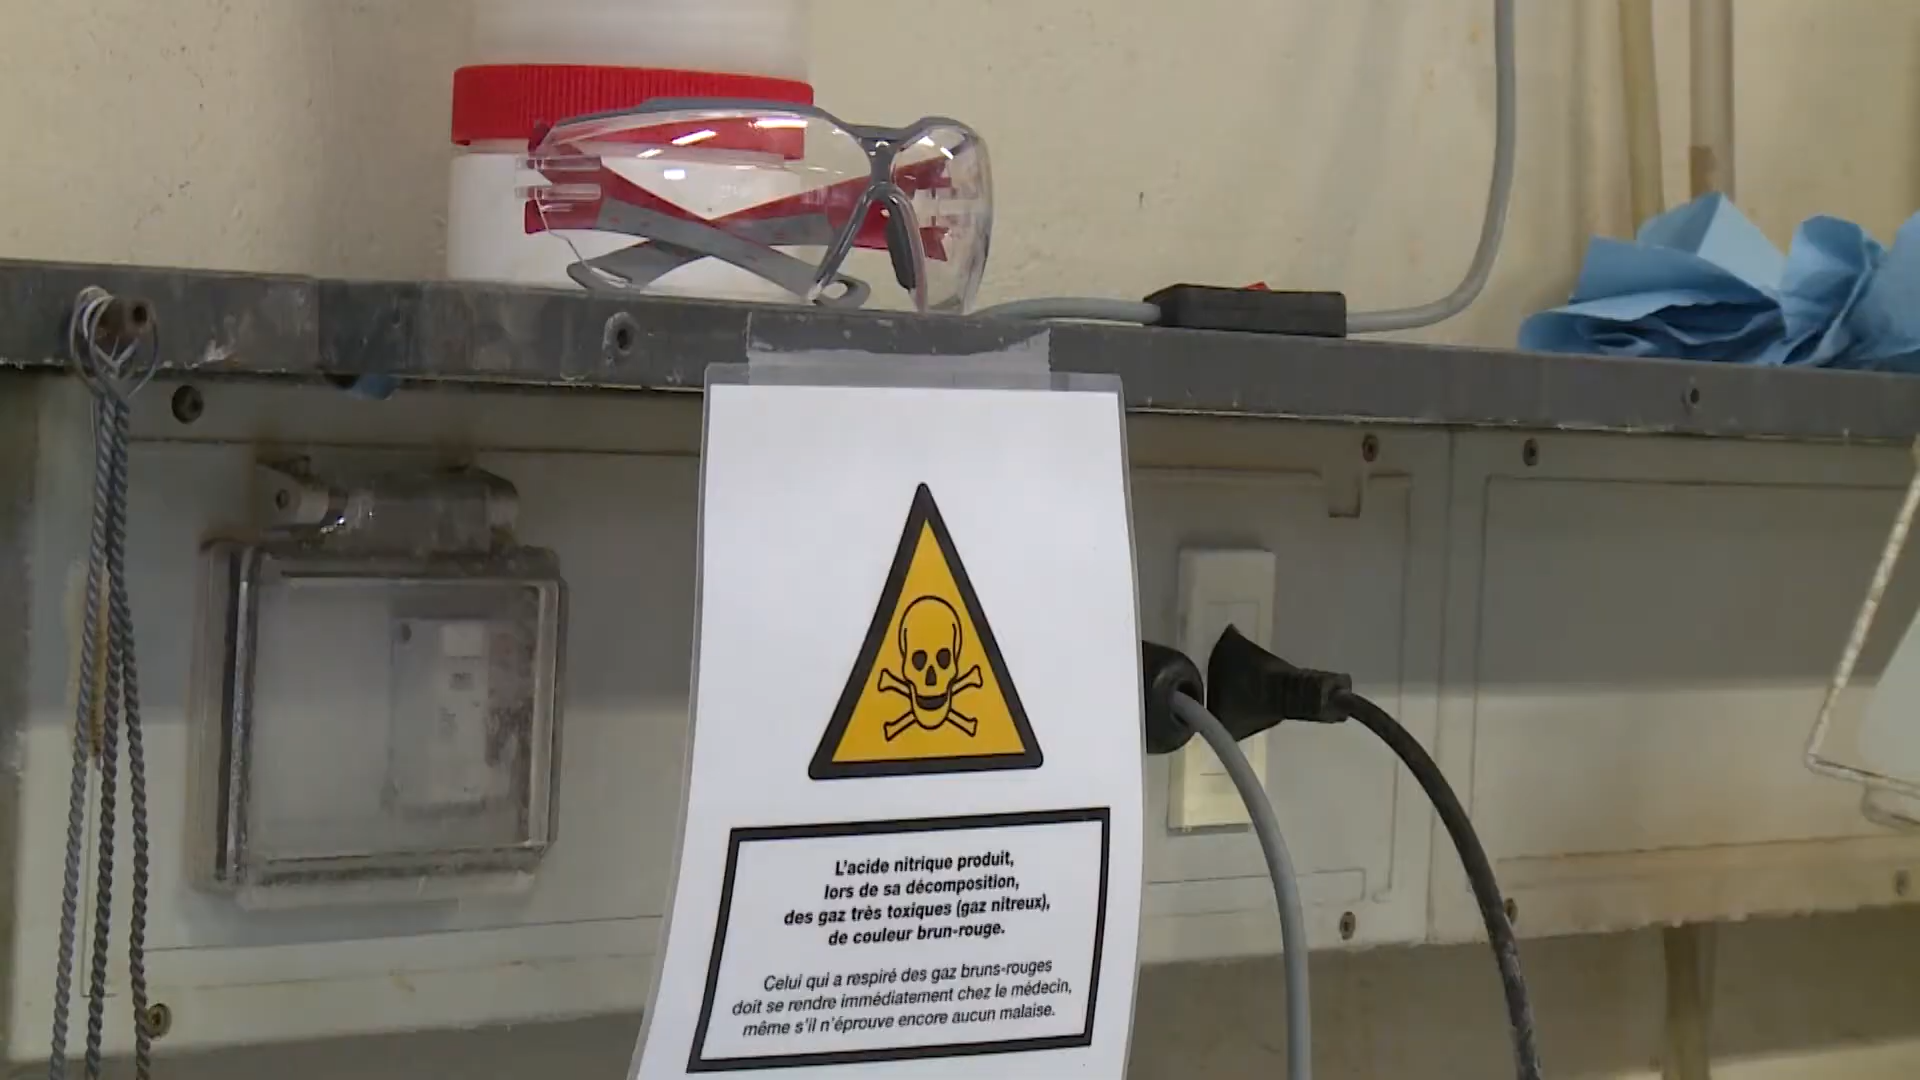 L'acide nitrique produit,
lors de sa décomposition,
des gaz très toxiques (gaz nitreux),
de couleur brun-rouge.
Celui qui a respiré des gaz bruns-rouges
doit se rendre immédiatement chez le médecin,
même s'il n'éprouve encore aucun malaise.